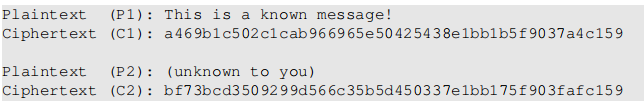 Plaintext (P1): This is a known message!
Ciphertext (C1): a469b1c502c1cab966965e50425438e1bb1b5f9037a4c159
Plaintext (P2): (unknown to you)
Ciphertext (C2): bf73bcd3509299d566c35b5d450337e1bb175f903fafc159